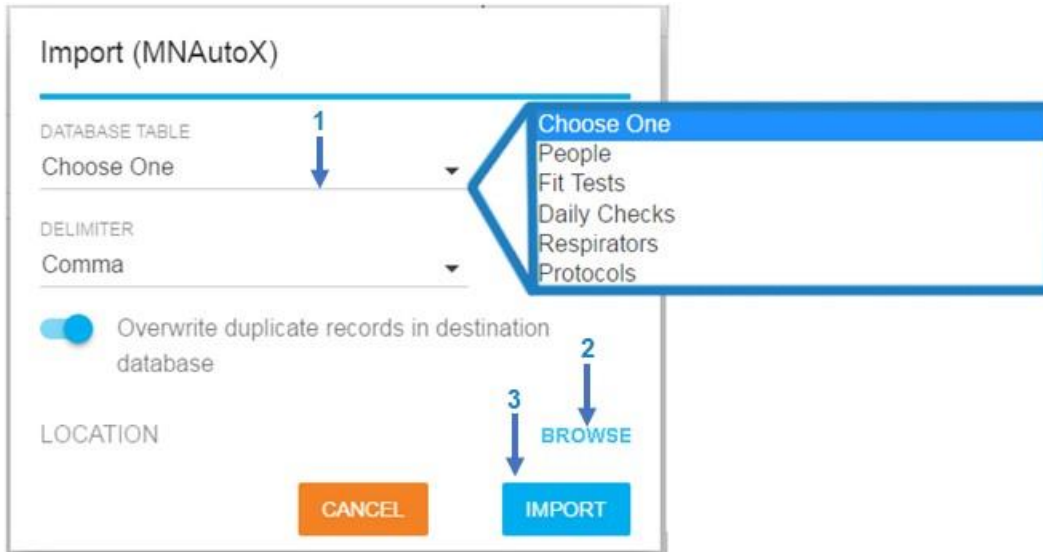 Import (MNAutoX)
DATABASE TABLE
1
Choose One
Choose One
People
Fit Tests
Daily Checks
Respirators
Protocols
DELIMITER
Comma
Overwrite duplicate records in destination
database
2
3
LOCATION
BROWSE
CANCEL
IMPORT